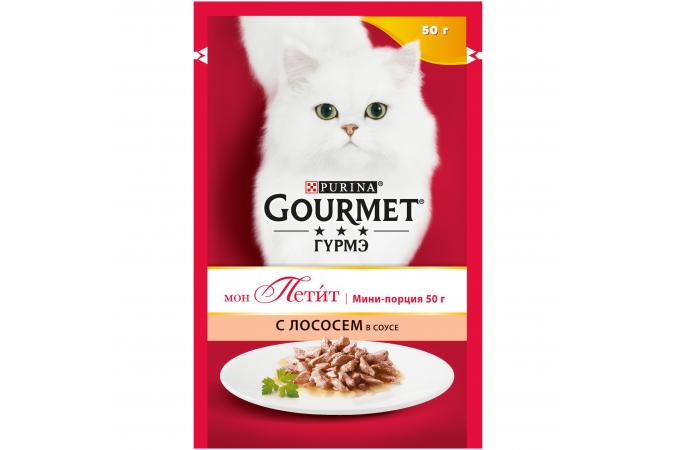 50 г
PURINA®
GOURMET®
ГУРМЭ
мон Петит | Мини-порция 50 г
С ЛОСОСЕМ В СОУСЕ